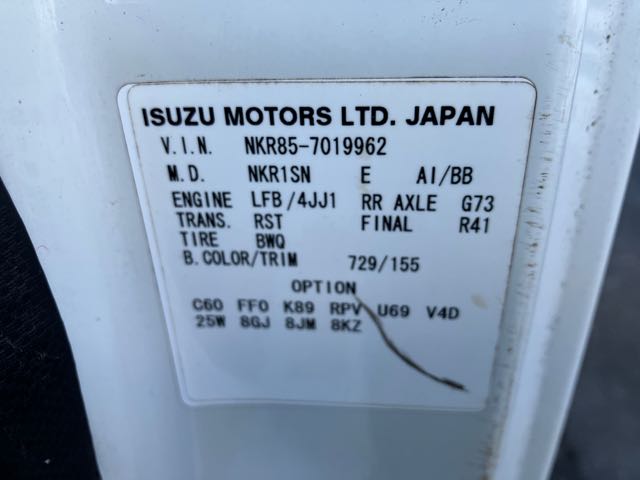 ISUZU MOTORS LTD. JAPAN
V.I.N. NKR85-7019962
M.D. NKR1SN E AI/BB
ENGINE LFB/4JJ1 RR AXLE G73
TRANS. RST FINAL R41
TIRE BWQ
B.COLOR/TRIM 729/155
OPTION
C60 FF0 K89 RPV U69 V4D
25W 8GJ 8JM 8KZ